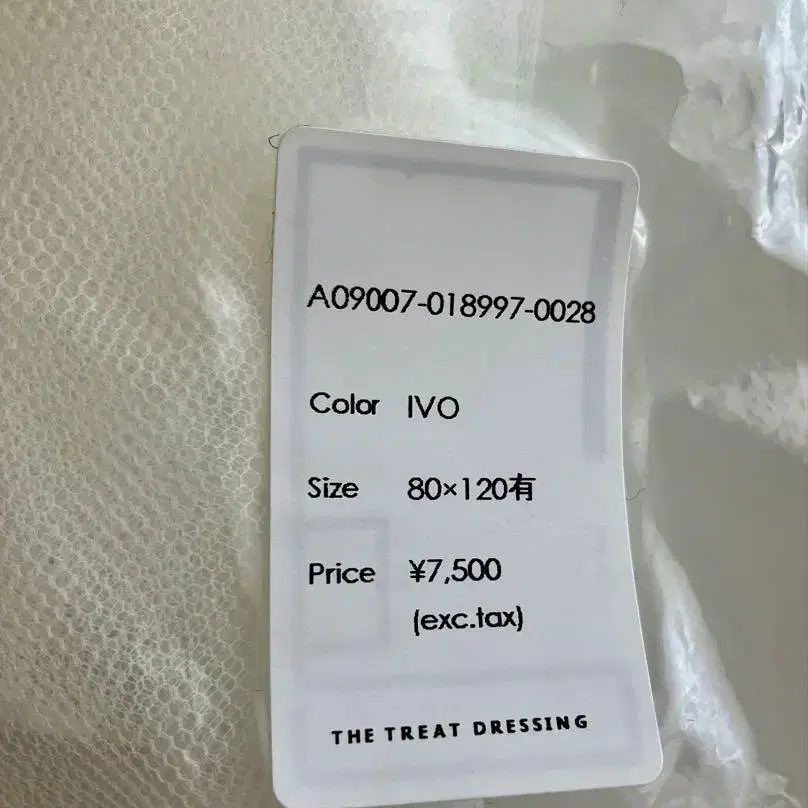 A09007-018997-0028
Color IVO
Size 80×120有
Price ¥7,500
(exc.tax)
THE TREAT DRESSING